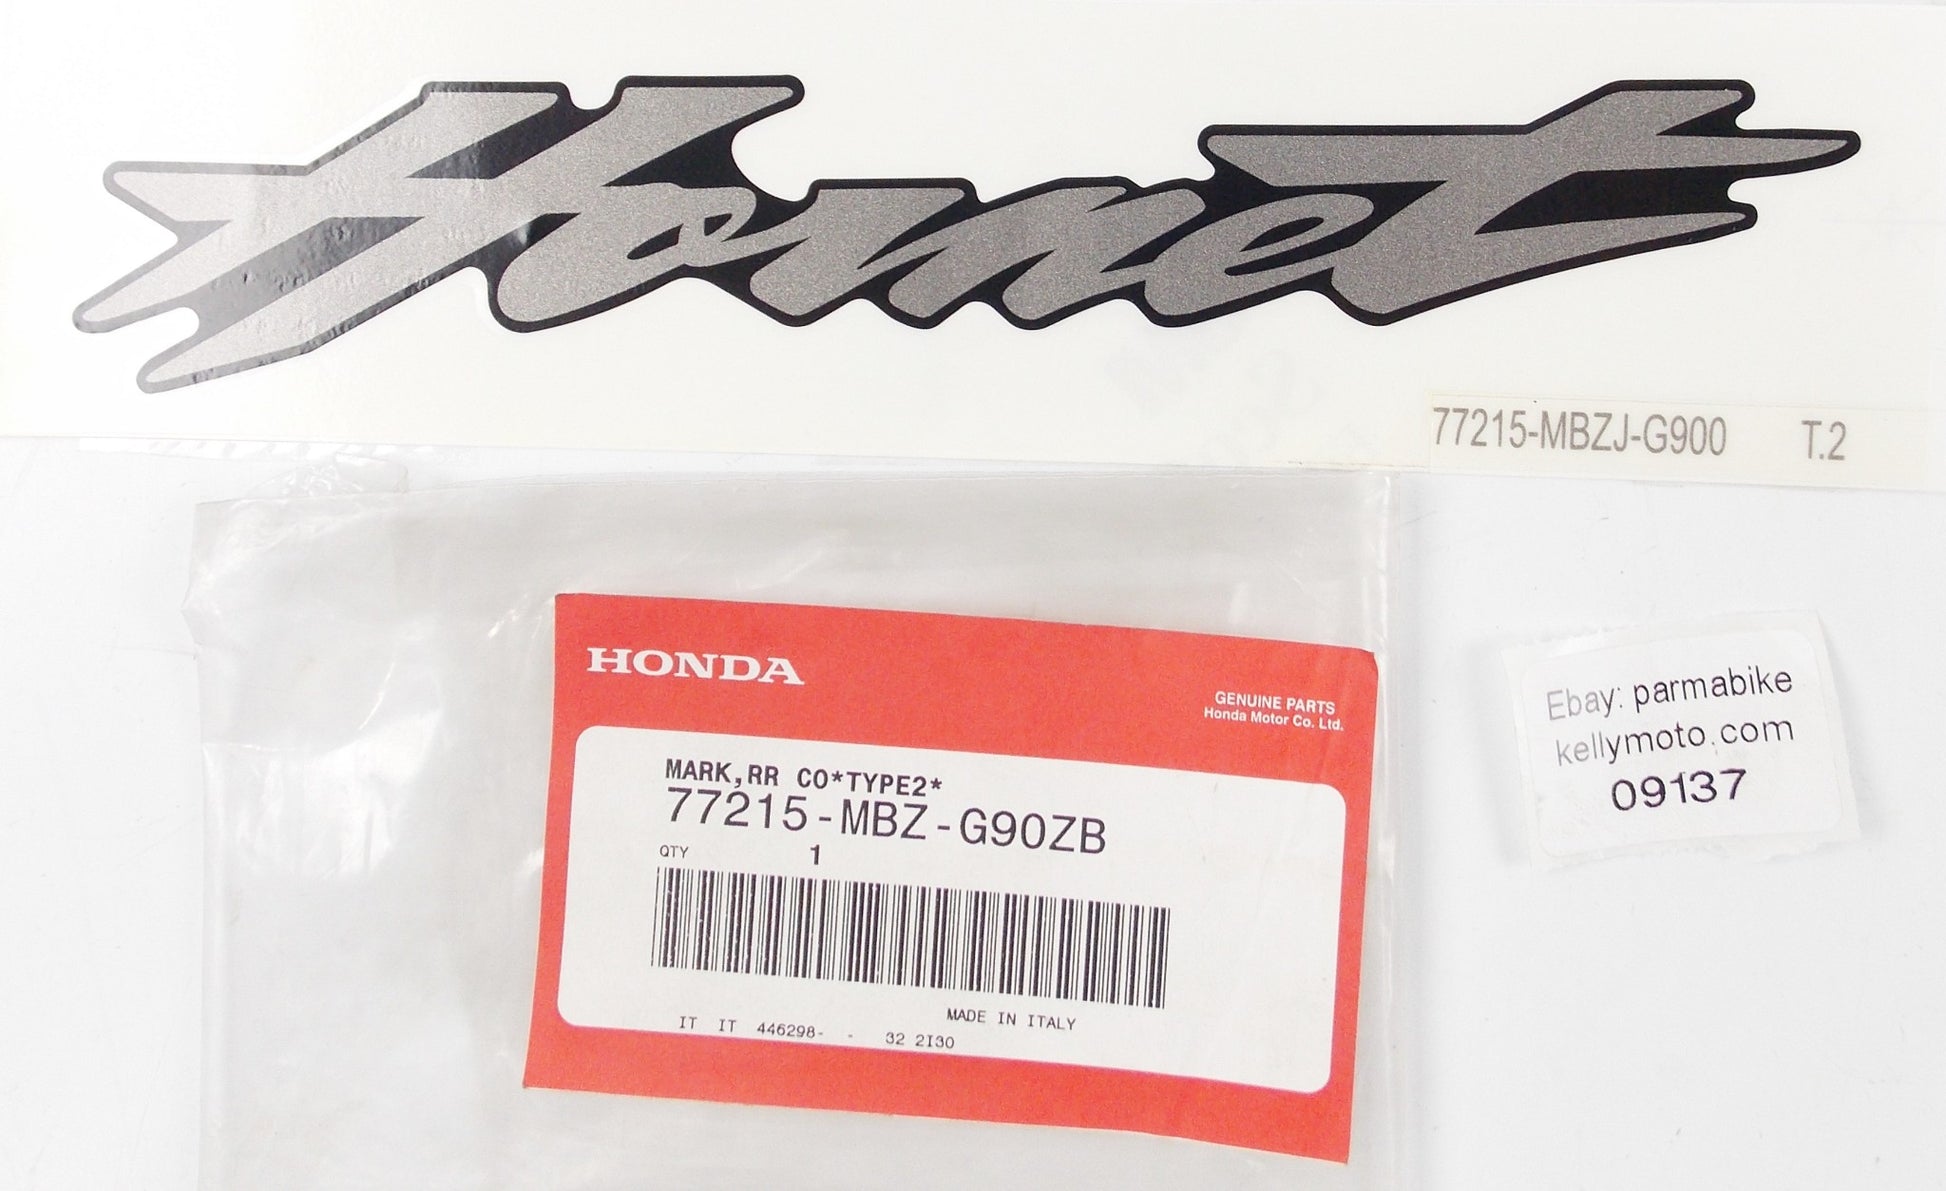 Hornet
77215-MBZJ-G900 T.2
HONDA
GENUINE PARTS
Honda Motor Co. Ltd.
MARK,RR CO*TYPE2*
77215-MBZ-G90ZB
QTY 1
MADE IN ITALY
IT IT 446298- - 32 2I30
Ebay: parmabike
kellymoto.com
09137